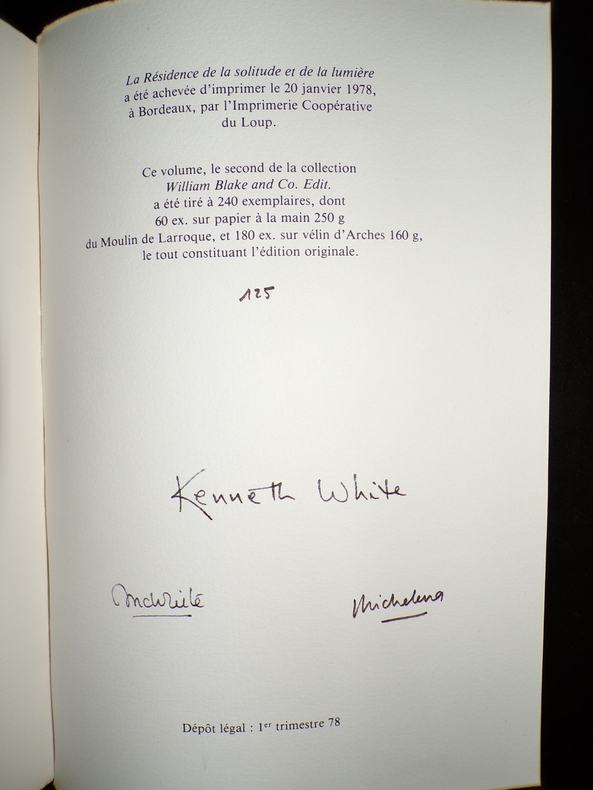 La Résidence de la solitude et de la lumière
a été achevée d'imprimer le 20 janvier 1978,
à Bordeaux, par l'Imprimerie Coopérative
du Loup.
Ce volume, le second de la collection
William Blake and Co. Edit.
a été tiré à 240 exemplaires, dont
60 ex. sur papier à la main 250 g
du Moulin de Larroque, et 180 ex. sur vélin d'Arches 160 g,
le tout constituant l'édition originale.
125
Kenneth White
Michelena
Dépôt légal : 1er trimestre 78